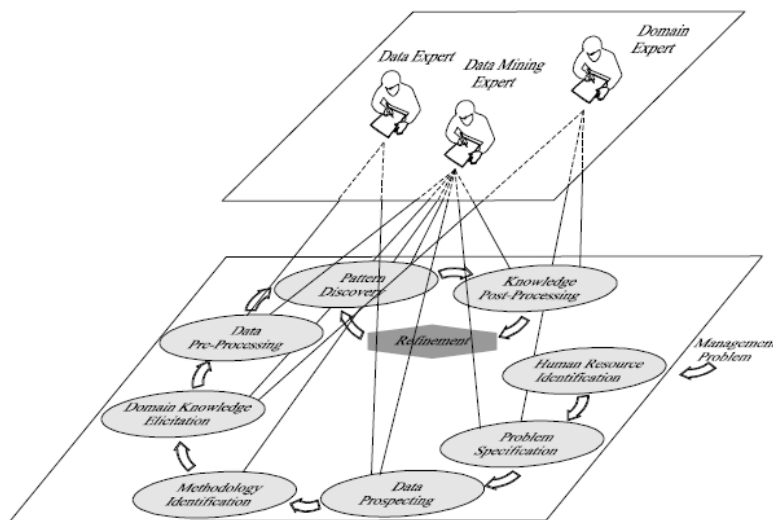 Domain
Expert
Data Expert
Data Mining
Expert
Pattern
Discovery
Knowledge
Post-Processing
Data
Pre-Processing
Refinement
Management
Problem
Human Resource
Identification
Domain Knowledge
Elicitation
Problem
Specification
Methodology
Identification
Data
Prospecting